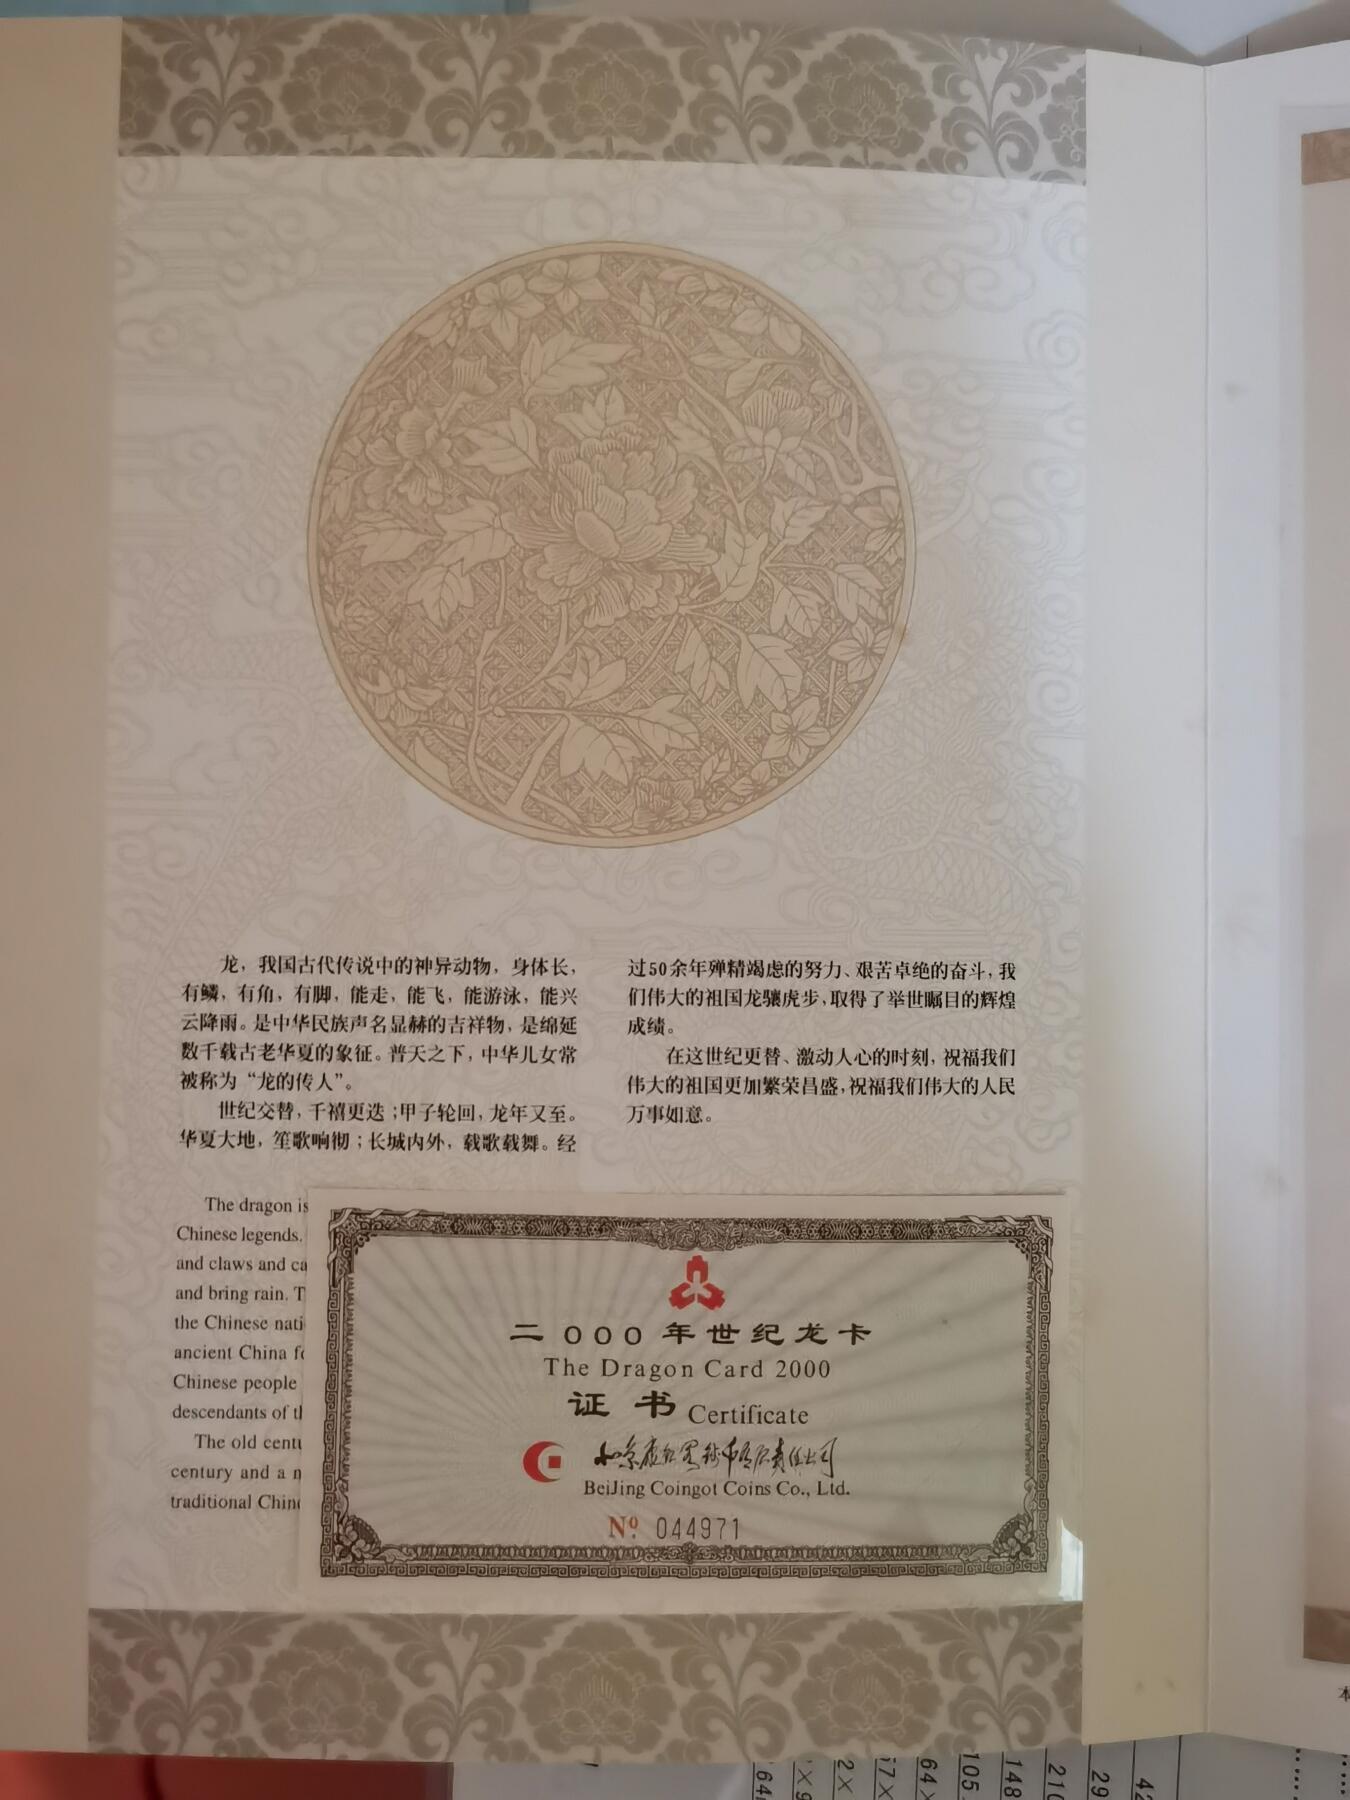 龙，我国古代传说中的神异动物，身体长，
有鳞，有角，有脚，能走，能飞，能游泳，能兴
云降雨。是中华民族声名显赫的吉祥物，是绵延
数千载古老华夏的象征。普天之下，中华儿女常
被称为“龙的传人”。
世纪交替，千禧更迭；甲子轮回，龙年又至。
华夏大地，笙歌响彻；长城内外，载歌载舞。经
过50余年殚精竭虑的努力、艰苦卓绝的奋斗，我
们伟大的祖国龙骧虎步，取得了举世瞩目的辉煌
成绩。
在这世纪更替、激动人心的时刻，祝福我们
伟大的祖国更加繁荣昌盛，祝福我们伟大的人民
万事如意。
The dragon is
Chinese legends.
and claws and ca
and bring rain. T
the Chinese nati
ancient China fo
Chinese people
descendants of th
The old centu
century and a n
traditional Chine
二000年世纪龙卡
The Dragon Card 2000
证书 Certificate
BeiJing Coingot Coins Co., Ltd.
Nº 044971
64
2×
57×
64×
105
148
210
29
42